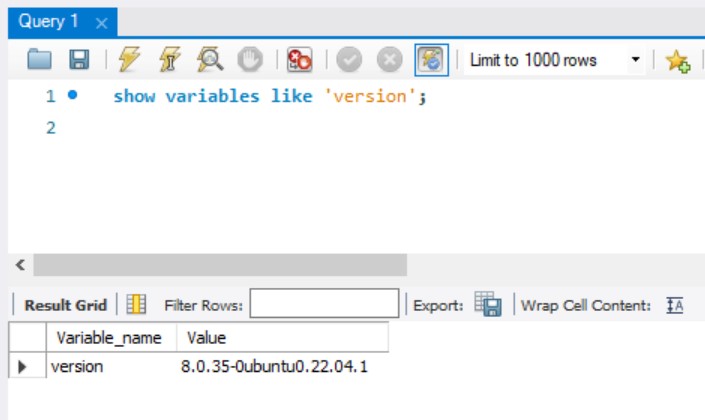 Query 1
Limit to 1000 rows
1 show variables like 'version';
2
Result Grid Filter Rows: Export: Wrap Cell Content:
Variable_name Value
version 8.0.35-0ubuntu0.22.04.1